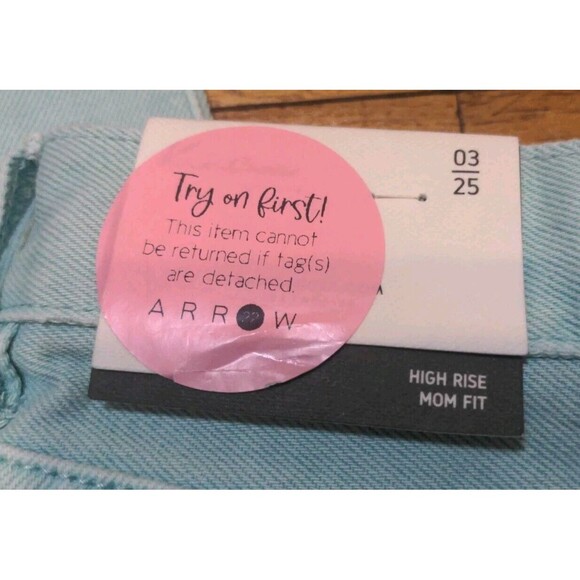 03
25
Try on first!
This item cannot
be returned if tag(s)
are detached.
ARROW
22
HIGH RISE
MOM FIT